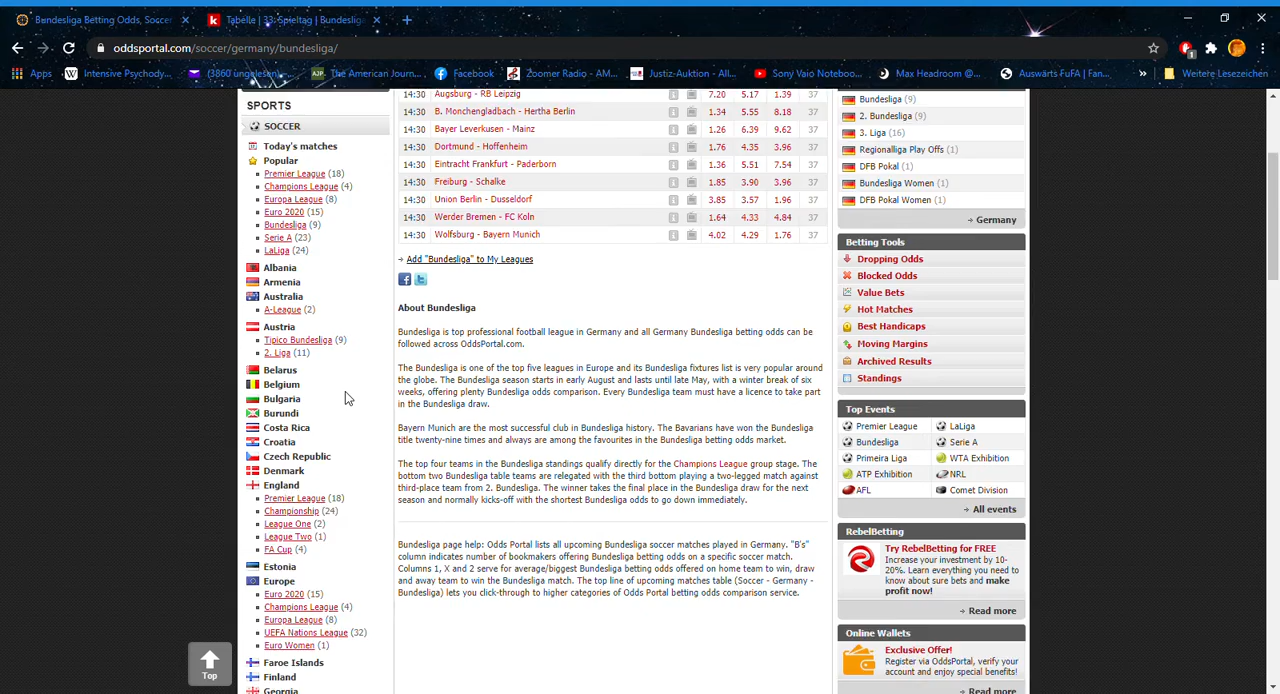 Bundesliga Betting Odds, Soccer
Tabelle | 33. Spieltag | Bundeslig
oddsportal.com/soccer/germany/bundesliga/
1
Apps
Intensive Psychody...
(3860 ungelesen)
The American Journ...
Facebook
Zoomer Radio - AM...
Justiz-Auktion - All...
Sony Vaio Noteboo...
Max Headroom @...
Auswärts FuFA | Fan...
»
Weitere Lesezeichen
SPORTS
SOCCER
Today's matches
Popular
Premier League (18)
Champions League (4)
Europa League (8)
Euro 2020 (15)
Bundesliga (9)
Serie A (23)
LaLiga (24)
Albania
Armenia
Australia
A-League (2)
Austria
Tipico Bundesliga (9)
2. Liga (11)
Belarus
Belgium
Bulgaria
Burundi
Costa Rica
Croatia
Czech Republic
Denmark
England
Premier League (18)
Championship (24)
League One (2)
League Two (1)
FA Cup (4)
Estonia
Europe
Euro 2020 (15)
Champions League (4)
Europa League (8)
UEFA Nations League (32)
Euro Women (1)
Faroe Islands
Finland
Georgia
Top
14:30 Augsburg - RB Leipzig 7.20 5.17 1.39 37
14:30 B. Monchengladbach - Hertha Berlin 1.34 5.55 8.18 37
14:30 Bayer Leverkusen - Mainz 1.26 6.39 9.62 37
14:30 Dortmund - Hoffenheim 1.76 4.35 3.96 37
14:30 Eintracht Frankfurt - Paderborn 1.36 5.51 7.54 37
14:30 Freiburg - Schalke 1.85 3.90 3.96 37
14:30 Union Berlin - Dusseldorf 3.85 3.57 1.96 37
14:30 Werder Bremen - FC Koln 1.64 4.33 4.84 37
14:30 Wolfsburg - Bayern Munich 4.02 4.29 1.76 37
Add "Bundesliga" to My Leagues
About Bundesliga
Bundesliga is top professional football league in Germany and all Germany Bundesliga betting odds can be
followed across OddsPortal.com.
The Bundesliga is one of the top five leagues in Europe and its Bundesliga fixtures list is very popular around
the globe. The Bundesliga season starts in early August and lasts until late May, with a winter break of six
weeks, offering plenty Bundesliga odds comparison. Every Bundesliga team must have a licence to take part
in the Bundesliga draw.
Bayern Munich are the most successful club in Bundesliga history. The Bavarians have won the Bundesliga
title twenty-nine times and always are among the favourites in the Bundesliga betting odds market.
The top four teams in the Bundesliga standings qualify directly for the Champions League group stage. The
bottom two Bundesliga table teams are relegated with the third bottom playing a two-legged match against
third-place team from 2. Bundesliga. The winner takes the final place in the Bundesliga draw for the next
season and normally kicks-off with the shortest Bundesliga odds to go down immediately.
Bundesliga page help: Odds Portal lists all upcoming Bundesliga soccer matches played in Germany. "B's"
column indicates number of bookmakers offering Bundesliga betting odds on a specific soccer match.
Columns 1, X and 2 serve for average/biggest Bundesliga betting odds offered on home team to win, draw
and away team to win the Bundesliga match. The top line of upcoming matches table (Soccer - Germany -
Bundesliga) lets you click-through to higher categories of Odds Portal betting odds comparison service.
Bundesliga (9)
2. Bundesliga (9)
3. Liga (16)
Regionalliga Play Offs (1)
DFB Pokal (1)
Bundesliga Women (1)
DFB Pokal Women (1)
Germany
Betting Tools
Dropping Odds
Blocked Odds
Value Bets
Hot Matches
Best Handicaps
Moving Margins
Archived Results
Standings
Top Events
Premier League LaLiga
Bundesliga Serie A
Primeira Liga WTA Exhibition
ATP Exhibition NRL
AFL Comet Division
All events
RebelBetting
Try RebelBetting for FREE
Increase your investment by 10-
20%. Learn everything you need to
know about sure bets and make
profit now!
Read more
Online Wallets
Exclusive Offer!
Register via OddsPortal, verify your
account and enjoy special benefits!
Read more